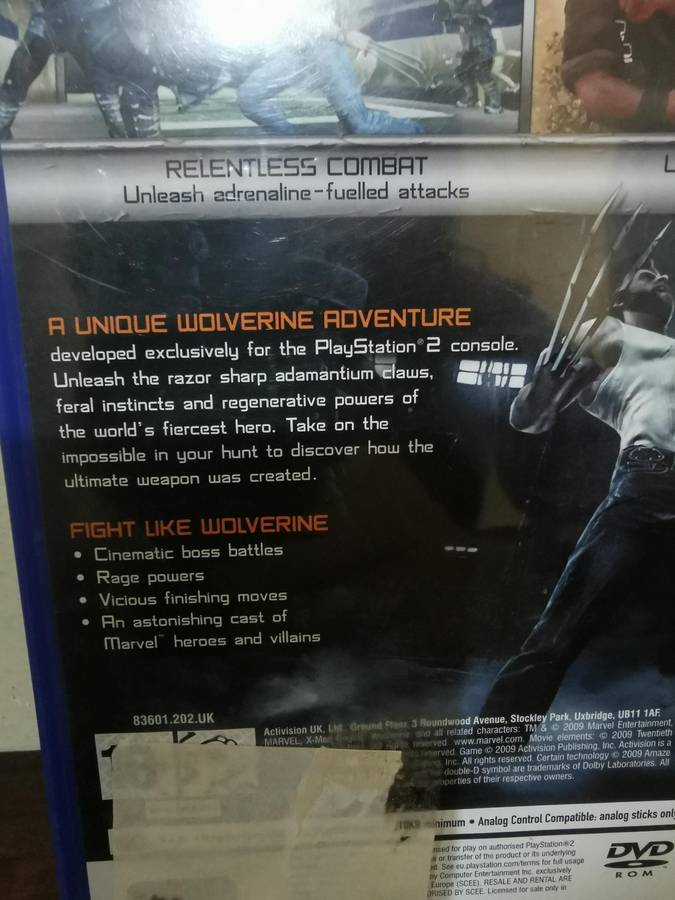 RELENTLESS COMBAT
Unleash adrenaline-fuelled attacks
A UNIQUE WOLVERINE ADVENTURE
developed exclusively for the PlayStation®2 console.
Unleash the razor sharp adamantium claws,
feral instincts and regenerative powers of
the world's fiercest hero. Take on the
impossible in your hunt to discover how the
ultimate weapon was created.
FIGHT LIKE WOLVERINE
• Cinematic boss battles
• Rage powers
• Vicious finishing moves
• An astonishing cast of
Marvel™ heroes and villains
83601.202.UK
Activision UK, Ltd. Ground Floor, 3 Roundwood Avenue, Stockley Park, Uxbridge, UB11 1AF.
MARVEL, and all related characters: TM & © 2009 Marvel Entertainment,
reserved. www.marvel.com. Movie elements: © 2009 Twentieth
reserved. Game © 2009 Activision Publishing, Inc. Activision is a
Inc. All rights reserved. Certain technology © 2009 Amaze
double-D symbol are trademarks of Dolby Laboratories. All
properties of their respective owners.
minimum • Analog Control Compatible: analog sticks only
for play on authorised PlayStation®2
or transfer of the product or its underlying
See eu.playstation.com/terms for full usage
by Computer Entertainment Inc. exclusively
Europe (SCEE). RESALE AND RENTAL ARE
BY SCEE. Licensed for sale only in
DVD
ROM